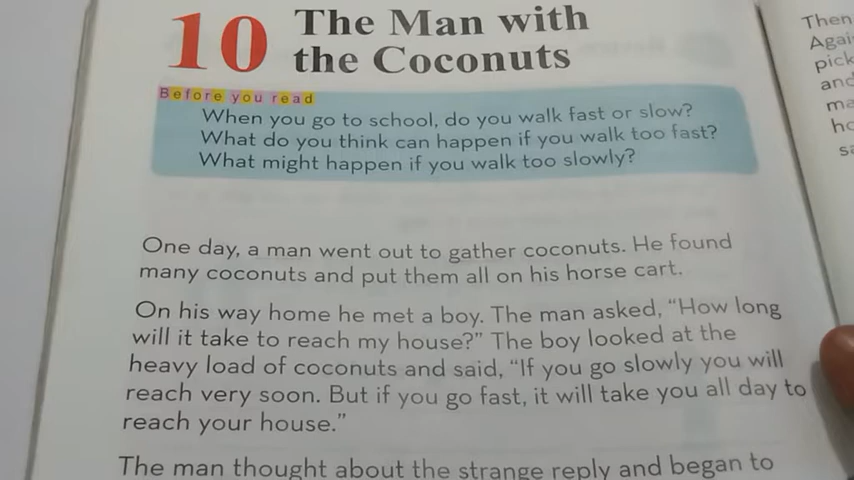 10 The Man with
the Coconuts
Before you read
When you go to school, do you walk fast or slow?
What do you think can happen if you walk too fast?
What might happen if you walk too slowly?
One day, a man went out to gather coconuts. He found
many coconuts and put them all on his horse cart.
On his way home he met a boy. The man asked, “How long
will it take to reach my house?” The boy looked at the
heavy load of coconuts and said, “If you go slowly you will
reach very soon. But if you go fast, it will take you all day to
reach your house.”
The man thought about the strange reply and began to
Then
and